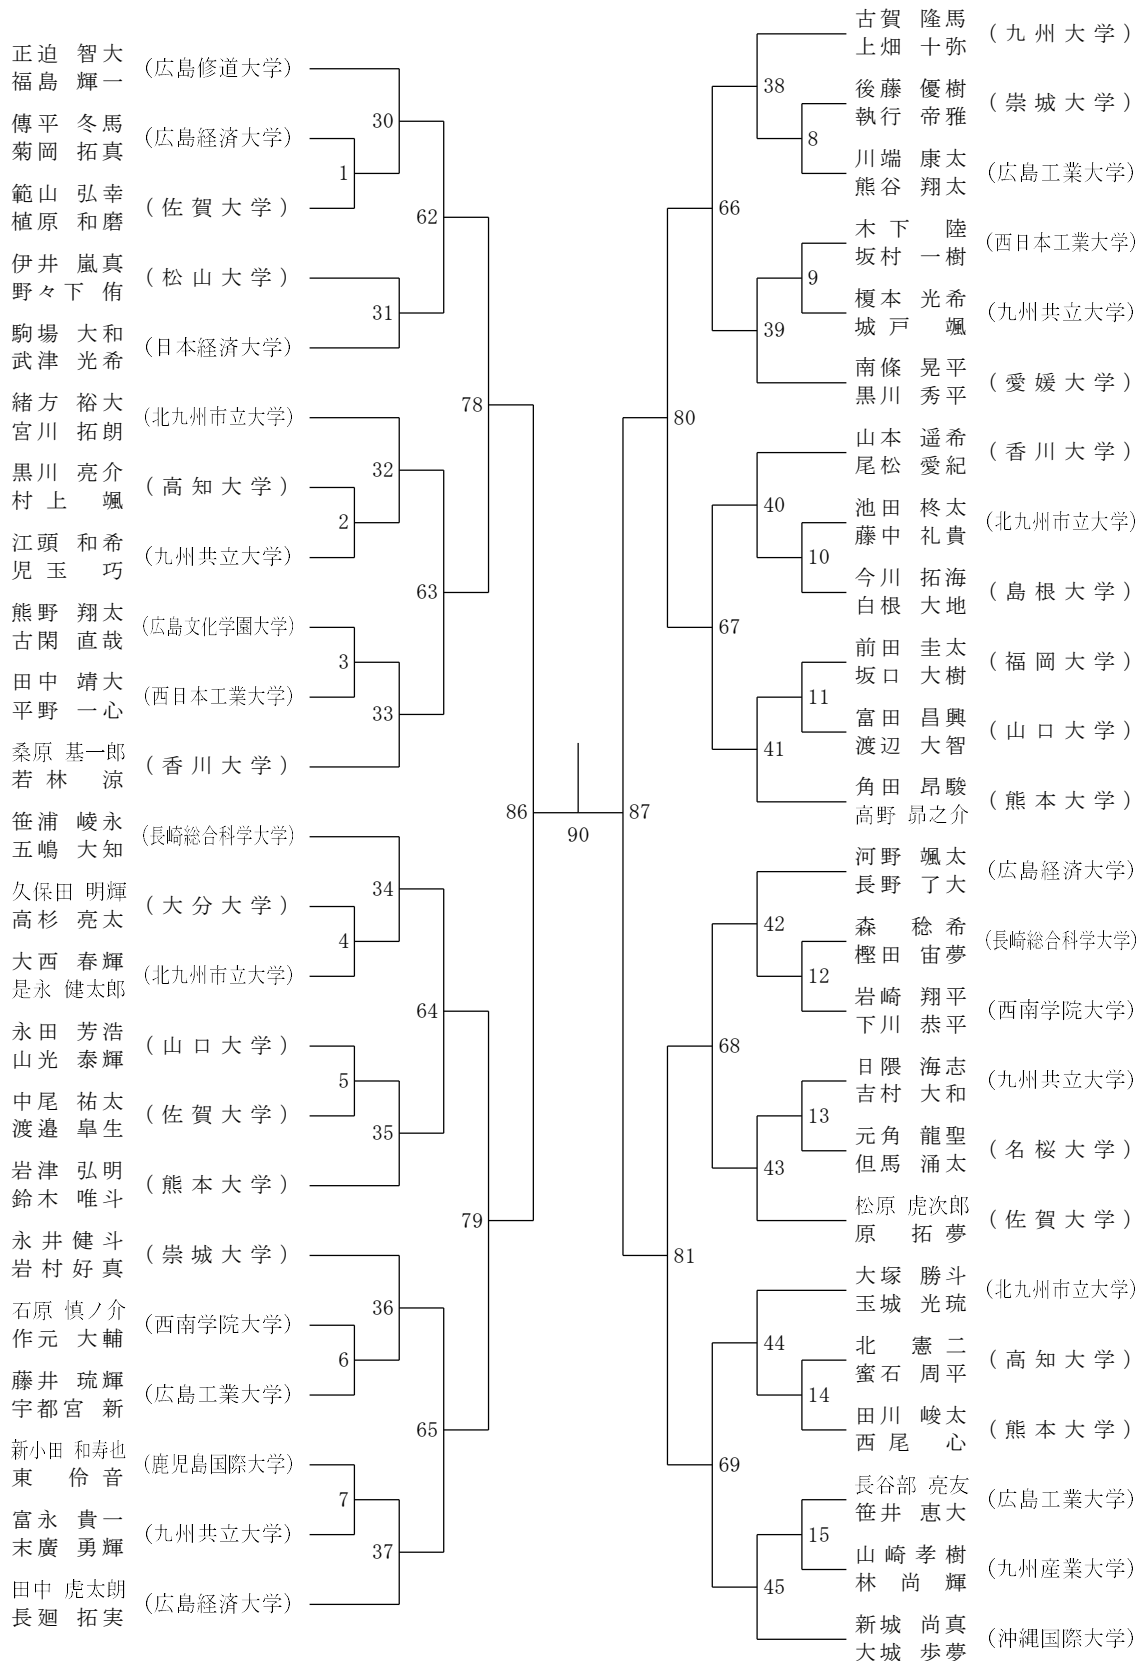 正迫 智大
福島 輝一
(広島修道大学)
傳平 冬馬
菊岡 拓真
(広島経済大学)
範山 弘幸
植原 和磨
(佐賀大学)
伊井 嵐真
野々下 侑
(松山大学)
駒場 大和
武津 光希
(日本経済大学)
緒方 裕大
宮川 拓朗
(北九州市立大学)
黒川 亮介
村上 颯
(高知大学)
江頭 和希
児玉 巧
(九州共立大学)
熊野 翔太
古閑 直哉
(広島文化学園大学)
田中 靖大
平野 一心
(西日本工業大学)
桑原 基一郎
若林 涼
(香川大学)
笹浦 崚永
五嶋 大知
(長崎総合科学大学)
久保田 明輝
高杉 亮太
(大分大学)
大西 春輝
是永 健太郎
(北九州市立大学)
永田 芳浩
山光 泰輝
(山口大学)
中尾 祐太
渡邉 皐生
(佐賀大学)
岩津 弘明
鈴木 唯斗
(熊本大学)
永井健斗
岩村好真
(崇城大学)
石原 慎ノ介
作元 大輔
(西南学院大学)
藤井 琉輝
宇都宮 新
(広島工業大学)
新小田 和寿也
東 伶音
(鹿児島国際大学)
富永 貴一
末廣 勇輝
(九州共立大学)
田中 虎太朗
長廻 拓実
(広島経済大学)
1
2
3
4
5
6
7
30
31
32
33
34
35
36
37
62
63
64
65
78
79
86
90
87
80
81
66
67
68
69
38
39
40
41
42
43
44
45
8
9
10
11
12
13
14
15
古賀 隆馬
上畑 十弥
(九州大学)
後藤 優樹
執行 帝雅
(崇城大学)
川端 康太
熊谷 翔太
(広島工業大学)
木下 陸
坂村 一樹
(西日本工業大学)
榎本 光希
城戸 颯
(九州共立大学)
南條 晃平
黒川 秀平
(愛媛大学)
山本 遥希
尾松 愛紀
(香川大学)
池田 柊太
藤中 礼貴
(北九州市立大学)
今川 拓海
白根 大地
(島根大学)
前田 圭太
坂口 大樹
(福岡大学)
富田 昌興
渡辺 大智
(山口大学)
角田 昂駿
高野 昴之介
(熊本大学)
河野 颯太
長野 了大
(広島経済大学)
森 稔希
樫田 宙夢
(長崎総合科学大学)
岩崎 翔平
下川 恭平
(西南学院大学)
日隈 海志
吉村 大和
(九州共立大学)
元角 龍聖
但馬 涌太
(名桜大学)
松原 虎次郎
原 拓夢
(佐賀大学)
大塚 勝斗
玉城 光琉
(北九州市立大学)
北 憲二
蜜石 周平
(高知大学)
田川 峻太
西尾 心
(熊本大学)
長谷部 亮友
笹井 恵大
(広島工業大学)
山崎孝樹
林尚輝
(九州産業大学)
新城 尚真
大城 歩夢
(沖縄国際大学)